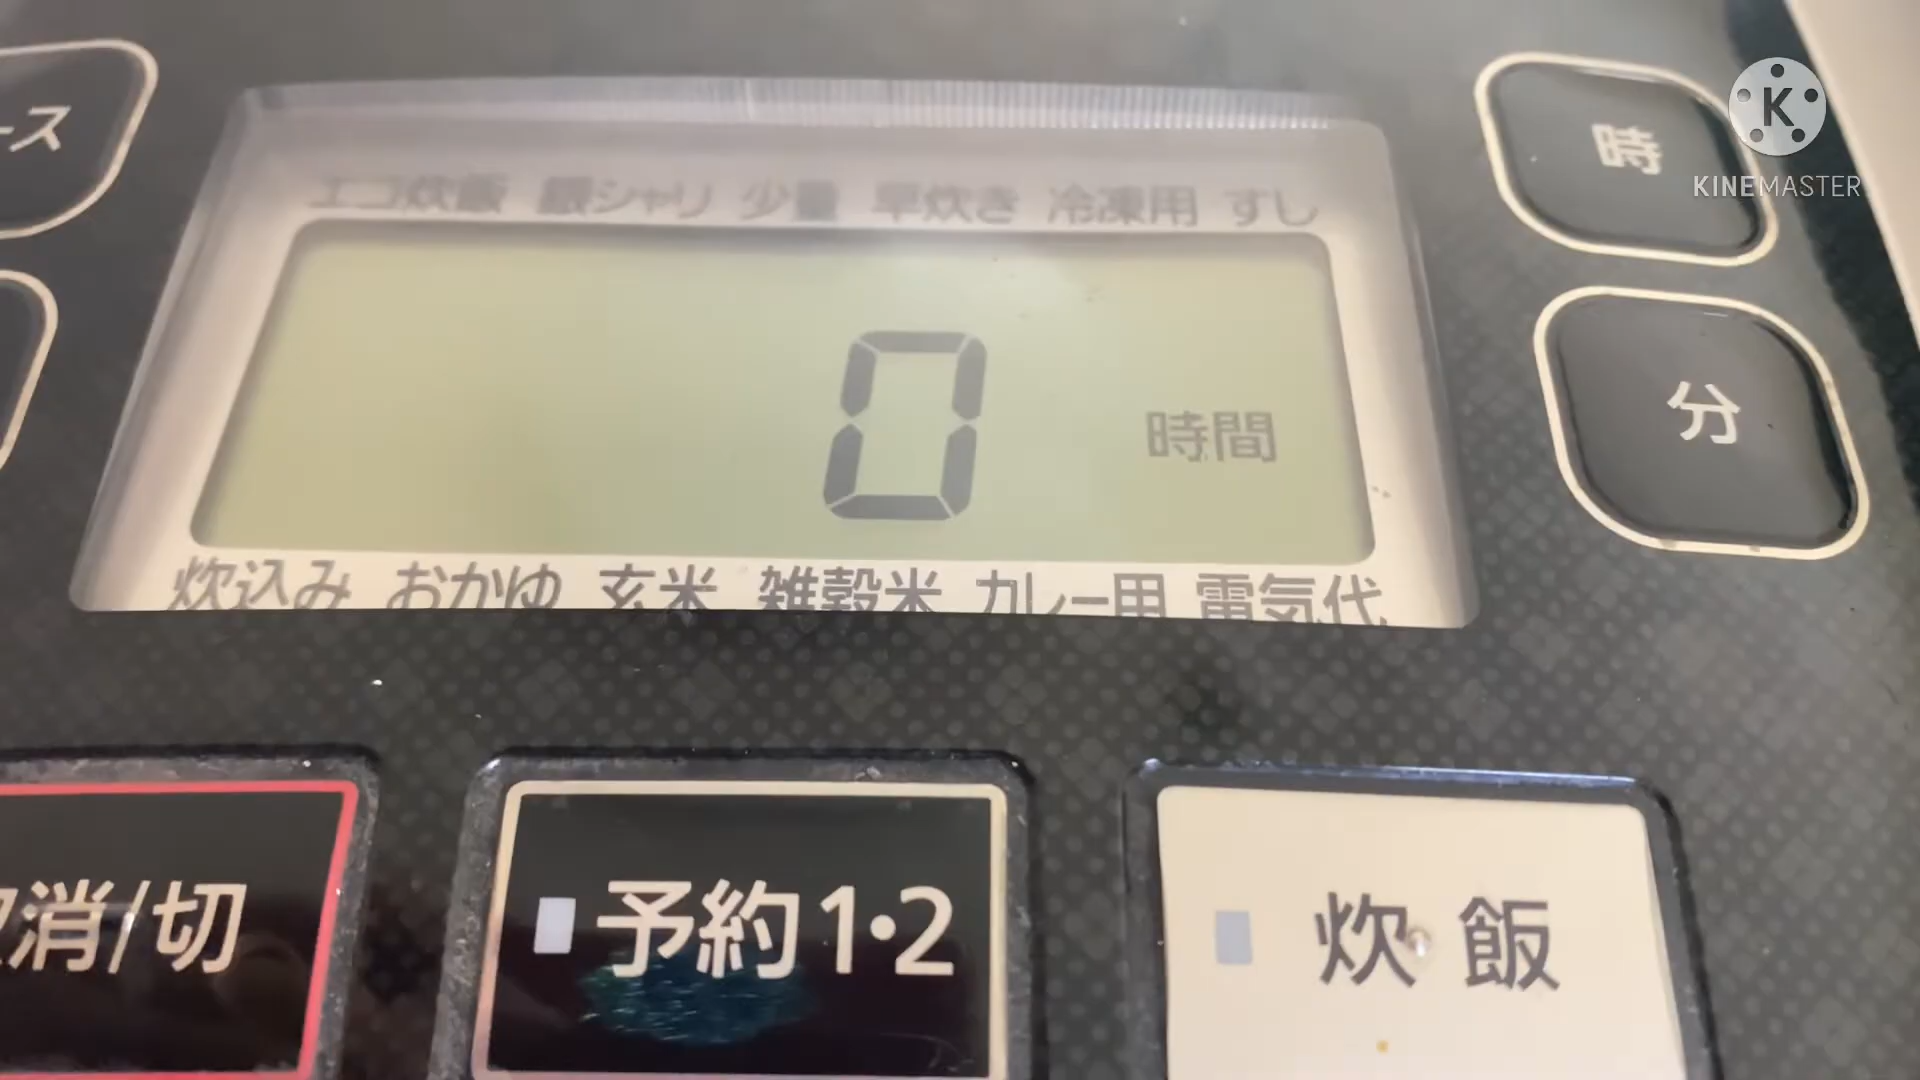 ース
時
KINEMASTER
エコ炊飯 銀シャリ 少量 早炊き 冷凍用 すし
0 時間
分
炊込み おかゆ 玄米 雑穀米 カレー用 電気代
消/切
予約1・2
炊飯